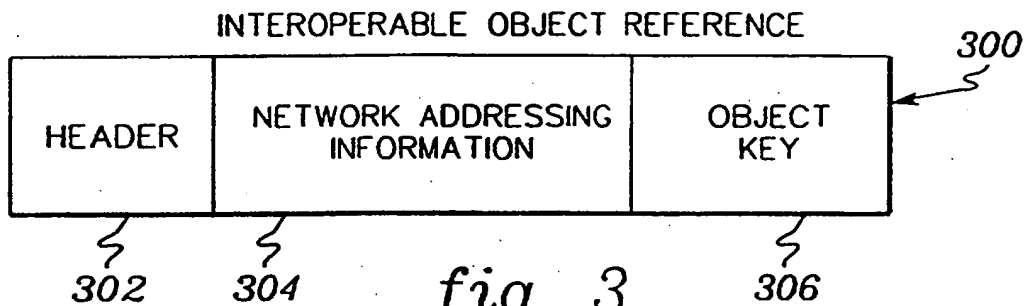 INTEROPERABLE OBJECT REFERENCE
300
HEADER
NETWORK ADDRESSING
INFORMATION
OBJECT
KEY
302
304
306
fig. 3